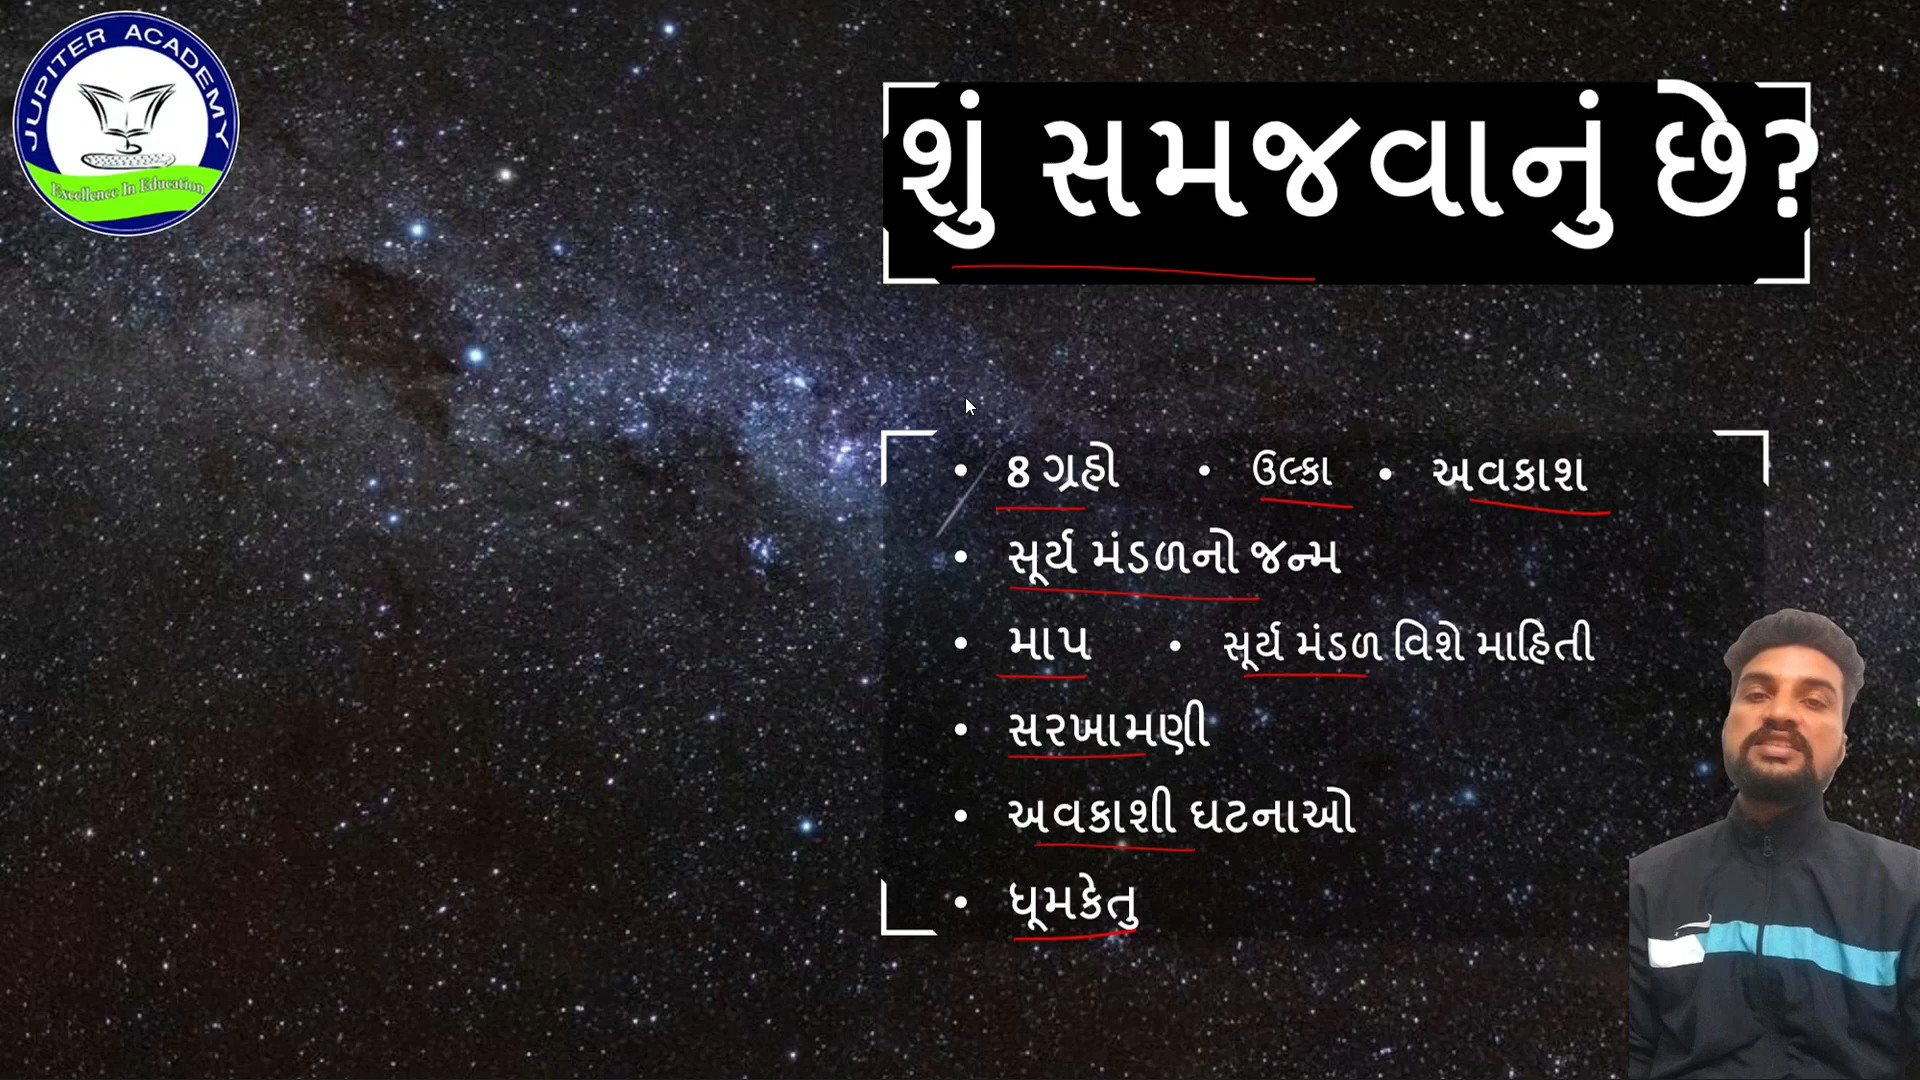 JUPITER ACADEMY
Excellence In Education
શું સમજવાનું છે?
• 8 ગ્રહો • ઉલ્કા • અવકાશ
• સૂર્ય મંડળનો જન્મ
• માપ • સૂર્ય મંડળ વિશે માહિતી
• સરખામણી
• અવકાશી ઘટનાઓ
• ધૂમકેતુ